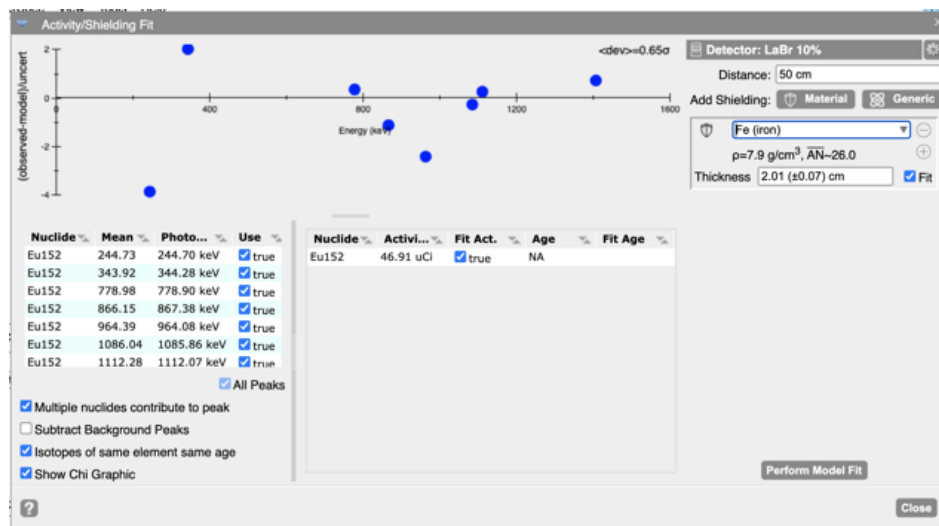 Activity/Shielding Fit
(observed-model)/uncert
2
0
-2
-4
0
400
800
1200
1600
Energy (keV)
<dev>=0.65σ
Detector: LaBr 10%
Distance: 50 cm
Add Shielding: Material Generic
Fe (iron)
ρ=7.9 g/cm³, AN~26.0
Thickness 2.01 (±0.07) cm Fit
Nuclide Mean Photo... Use
Eu152 244.73 244.70 keV true
Eu152 343.92 344.28 keV true
Eu152 778.98 778.90 keV true
Eu152 866.15 867.38 keV true
Eu152 964.39 964.08 keV true
Eu152 1086.04 1085.86 keV true
Eu152 1112.28 1112.07 keV true
All Peaks
Multiple nuclides contribute to peak
Subtract Background Peaks
Isotopes of same element same age
Show Chi Graphic
Nuclide Activi... Fit Act. Age Fit Age
Eu152 46.91 uCi true NA
Perform Model Fit
?
Close